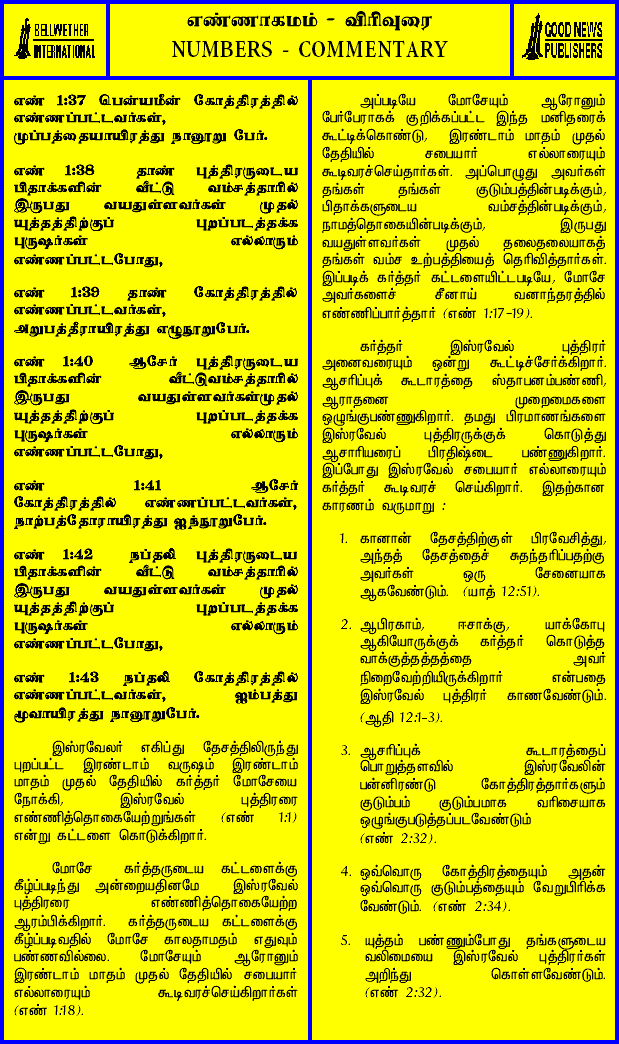 BELLWETHER
INTERNATIONAL
எண்ணாகமம் - விரிவுரை
NUMBERS - COMMENTARY
GOOD NEWS
PUBLISHERS
எண் 1:37 பென்யமீன் கோத்திரத்தில்
எண்ணப்பட்டவர்கள்,
முப்பத்தையாயிரத்து நானூறு பேர்.
எண் 1:38 தாண் புத்திரருடைய
பிதாக்களின் வீட்டு வம்சத்தாரில்
இருபது வயதுள்ளவர்கள் முதல்
யுத்தத்திற்குப் புறப்படத்தக்க
புருஷர்கள் எல்லாரும்
எண்ணப்பட்டபோது,
எண் 1:39 தாண் கோத்திரத்தில்
எண்ணப்பட்டவர்கள்,
அறுபத்தீராயிரத்து எழுநூறுபேர்.
எண் 1:40 ஆசேர் புத்திரருடைய
பிதாக்களின் வீட்டுவம்சத்தாரில்
இருபது வயதுள்ளவர்கள்முதல்
யுத்தத்திற்குப் புறப்படத்தக்க
புருஷர்கள் எல்லாரும்
எண்ணப்பட்டபோது,
எண் 1:41 ஆசேர்
கோத்திரத்தில் எண்ணப்பட்டவர்கள்,
நாற்பத்தோராயிரத்து ஐந்நூறுபேர்.
எண் 1:42 நப்தலி புத்திரருடைய
பிதாக்களின் வீட்டு வம்சத்தாரில்
இருபது வயதுள்ளவர்கள் முதல்
யுத்தத்திற்குப் புறப்படத்தக்க
புருஷர்கள் எல்லாரும்
எண்ணப்பட்டபோது,
எண் 1:43 நப்தலி கோத்திரத்தில்
எண்ணப்பட்டவர்கள், ஐம்பத்து
மூவாயிரத்து நானூறுபேர்.
இஸ்ரவேலர் எகிப்து தேசத்திலிருந்து
புறப்பட்ட இரண்டாம் வருஷம் இரண்டாம்
மாதம் முதல் தேதியில் கர்த்தர் மோசேயை
நோக்கி, இஸ்ரவேல் புத்திரரை
எண்ணித்தொகையேற்றுங்கள் (எண் 1:1)
என்று கட்டளை கொடுக்கிறார்.
மோசே கர்த்தருடைய கட்டளைக்கு
கீழ்ப்படிந்து அன்றையதினமே இஸ்ரவேல்
புத்திரரை எண்ணித்தொகையேற்ற
ஆரம்பிக்கிறார். கர்த்தருடைய கட்டளைக்கு
கீழ்ப்படிவதில் மோசே காலதாமதம் எதுவும்
பண்ணவில்லை. மோசேயும் ஆரோனும்
இரண்டாம் மாதம் முதல் தேதியில் சபையார்
எல்லாரையும் கூடிவரச்செய்கிறார்கள்
(எண் 1:18).
அப்படியே மோசேயும் ஆரோனும்
பேர்பேராகக் குறிக்கப்பட்ட இந்த மனிதரைக்
கூட்டிக்கொண்டு, இரண்டாம் மாதம் முதல்
தேதியில் சபையார் எல்லாரையும்
கூடிவரச்செய்தார்கள். அப்பொழுது அவர்கள்
தங்கள் தங்கள் குடும்பத்தின்படிக்கும்,
பிதாக்களுடைய வம்சத்தின்படிக்கும்,
நாமத்தொகையின்படிக்கும், இருபது
வயதுள்ளவர்கள் முதல் தலைதலையாகத்
தங்கள் வம்ச உற்பத்தியைத் தெரிவித்தார்கள்.
இப்படிக் கர்த்தர் கட்டளையிட்டபடியே, மோசே
அவர்களைச் சீனாய் வனாந்தரத்தில்
எண்ணிப்பார்த்தார் (எண் 1:17-19).
கர்த்தர் இஸ்ரவேல் புத்திரர்
அனைவரையும் ஒன்று கூட்டிச்சேர்க்கிறார்.
ஆசரிப்புக் கூடாரத்தை ஸ்தாபனம்பண்ணி,
ஆராதனை முறைமைகளை
ஒழுங்குபண்ணுகிறார். தமது பிரமாணங்களை
இஸ்ரவேல் புத்திரருக்குக் கொடுத்து
ஆசாரியரைப் பிரதிஷ்டை பண்ணுகிறார்.
இப்போது இஸ்ரவேல் சபையார் எல்லாரையும்
கர்த்தர் கூடிவரச் செய்கிறார். இதற்கான
காரணம் வருமாறு :
1. கானான் தேசத்திற்குள் பிரவேசித்து,
அந்தத் தேசத்தைச் சுதந்தரிப்பதற்கு
அவர்கள் ஒரு சேனையாக
ஆகவேண்டும். (யாத் 12:51).
2. ஆபிரகாம், ஈசாக்கு, யாக்கோபு
ஆகியோருக்குக் கர்த்தர் கொடுத்த
வாக்குத்தத்தத்தை அவர்
நிறைவேற்றியிருக்கிறார் என்பதை
இஸ்ரவேல் புத்திரர் காணவேண்டும்.
(ஆதி 12:1-3).
3. ஆசரிப்புக் கூடாரத்தைப்
பொறுத்தளவில் இஸ்ரவேலின்
பன்னிரண்டு கோத்திரத்தார்களும்
குடும்பம் குடும்பமாக வரிசையாக
ஒழுங்குபடுத்தப்படவேண்டும்
(எண் 2:32).
4. ஒவ்வொரு கோத்திரத்தையும் அதன்
ஒவ்வொரு குடும்பத்தையும் வேறுபிரிக்க
வேண்டும். (எண் 2:34).
5. யுத்தம் பண்ணும்போது தங்களுடைய
வலிமையை இஸ்ரவேல் புத்திரர்கள்
அறிந்து கொள்ளவேண்டும்.
(எண் 2:32).